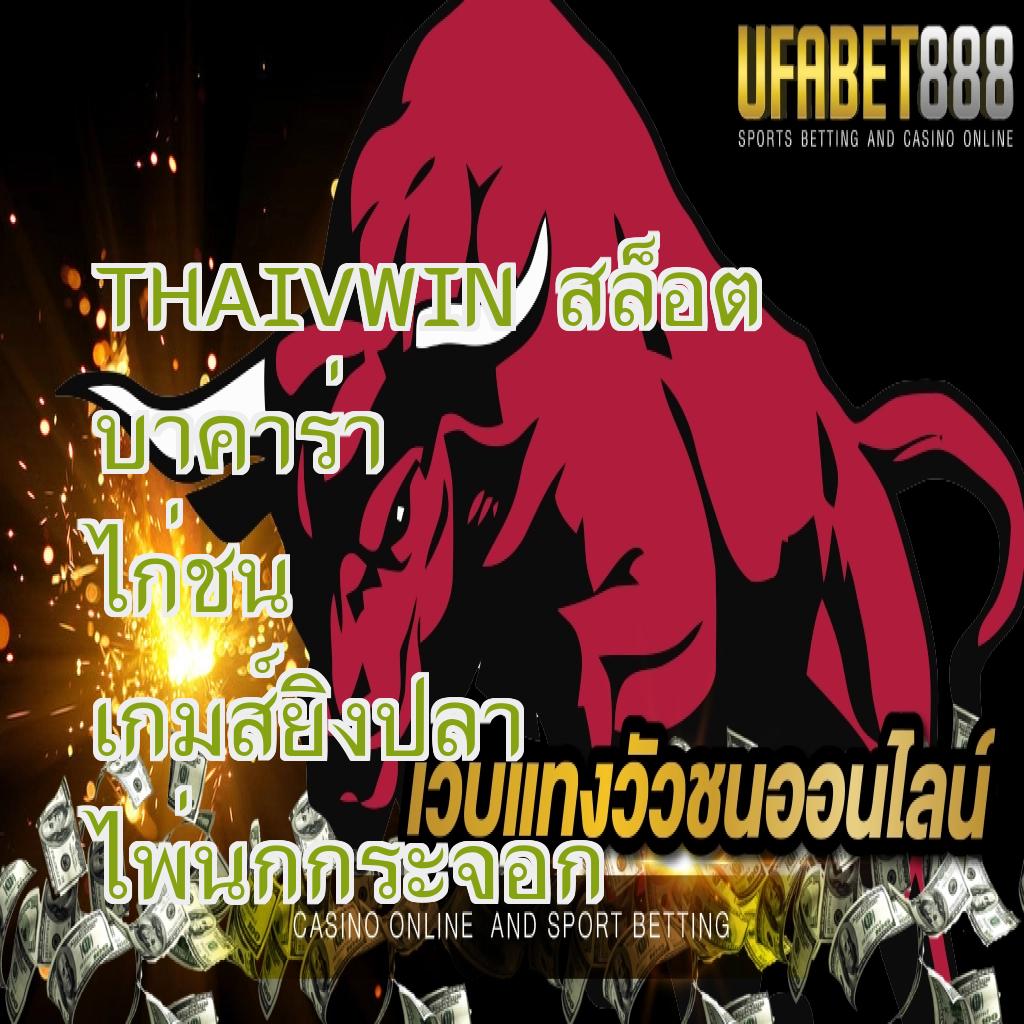 UFABET888
SPORTS BETTING AND CASINO ONLINE
THAIVWIN สล็อต
บาคาร่า
ไก่ชน
เกมส์ยิงปลา
ไพ่นกกระจอก
เว็บแทงวัวชนออนไลน์
CASINO ONLINE AND SPORT BETTING